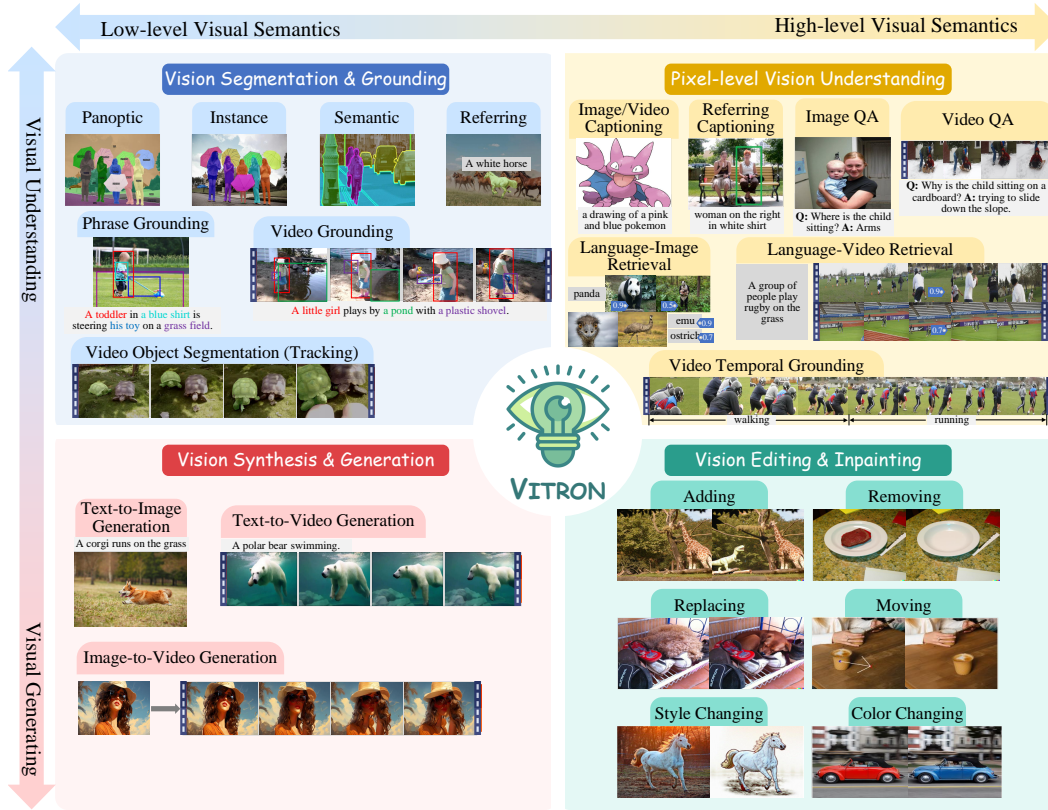 Low-level Visual Semantics
High-level Visual Semantics
Visual Understanding
Visual Generating
Vision Segmentation & Grounding
Panoptic
Instance
Semantic
Referring
A white horse
Phrase Grounding
A toddler in a blue shirt is
steering his toy on a grass field.
Video Grounding
A little girl plays by a pond with a plastic shovel.
Video Object Segmentation (Tracking)
Pixel-level Vision Understanding
Image/Video
Captioning
a drawing of a pink
and blue pokemon
Referring
Captioning
woman on the right
in white shirt
Image QA
Q: Where is the child
sitting? A: Arms
Video QA
Q: Why is the child sitting on a
cardboard? A: trying to slide
down the slope.
Language-Image
Retrieval
panda
0.9
0.5
emu
0.9
ostrich
0.7
Language-Video Retrieval
A group of
people play
rugby on the
grass
0.9
0.7
Video Temporal Grounding
walking
running
VITRON
Vision Synthesis & Generation
Text-to-Image
Generation
A corgi runs on the grass
Text-to-Video Generation
A polar bear swimming.
Image-to-Video Generation
Vision Editing & Inpainting
Adding
Removing
Replacing
Moving
Style Changing
Color Changing